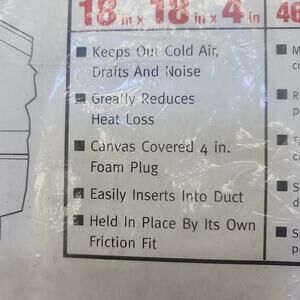 18 in x 18 in x 4 in
Keeps Out Cold Air,
Drafts And Noise
Greatly Reduces
Heat Loss
Canvas Covered 4 in.
Foam Plug
Easily Inserts Into Duct
Held In Place By Its Own
Friction Fit